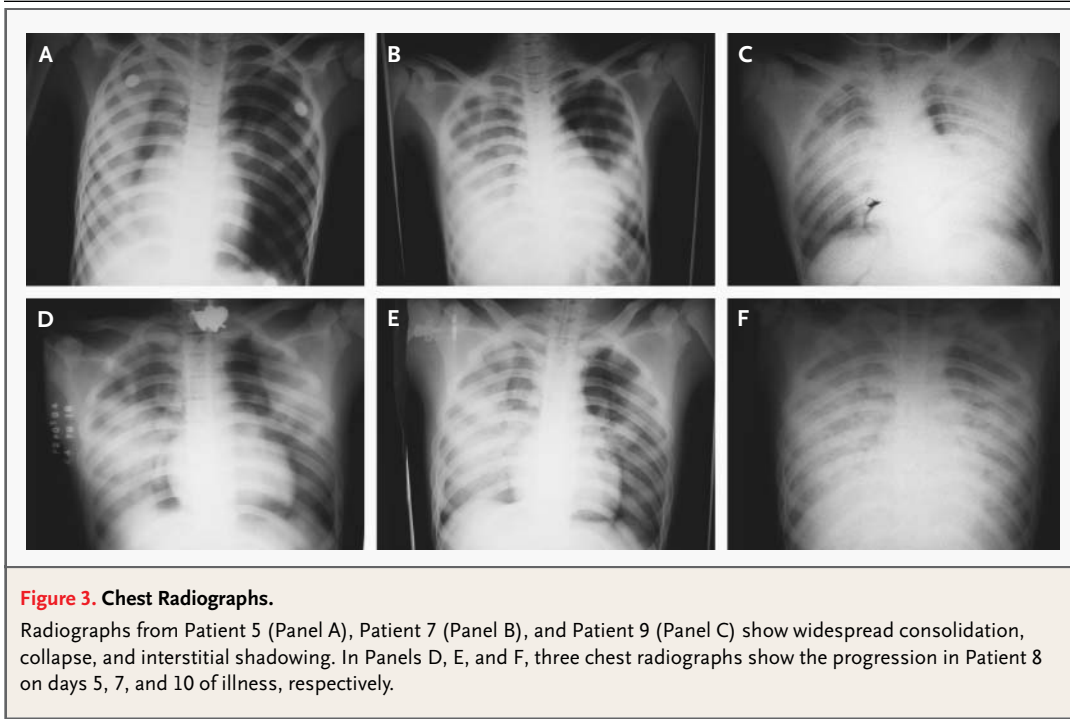 A
B
C
D
E
F
Figure 3. Chest Radiographs.
Radiographs from Patient 5 (Panel A), Patient 7 (Panel B), and Patient 9 (Panel C) show widespread consolidation,
collapse, and interstitial shadowing. In Panels D, E, and F, three chest radiographs show the progression in Patient 8
on days 5, 7, and 10 of illness, respectively.